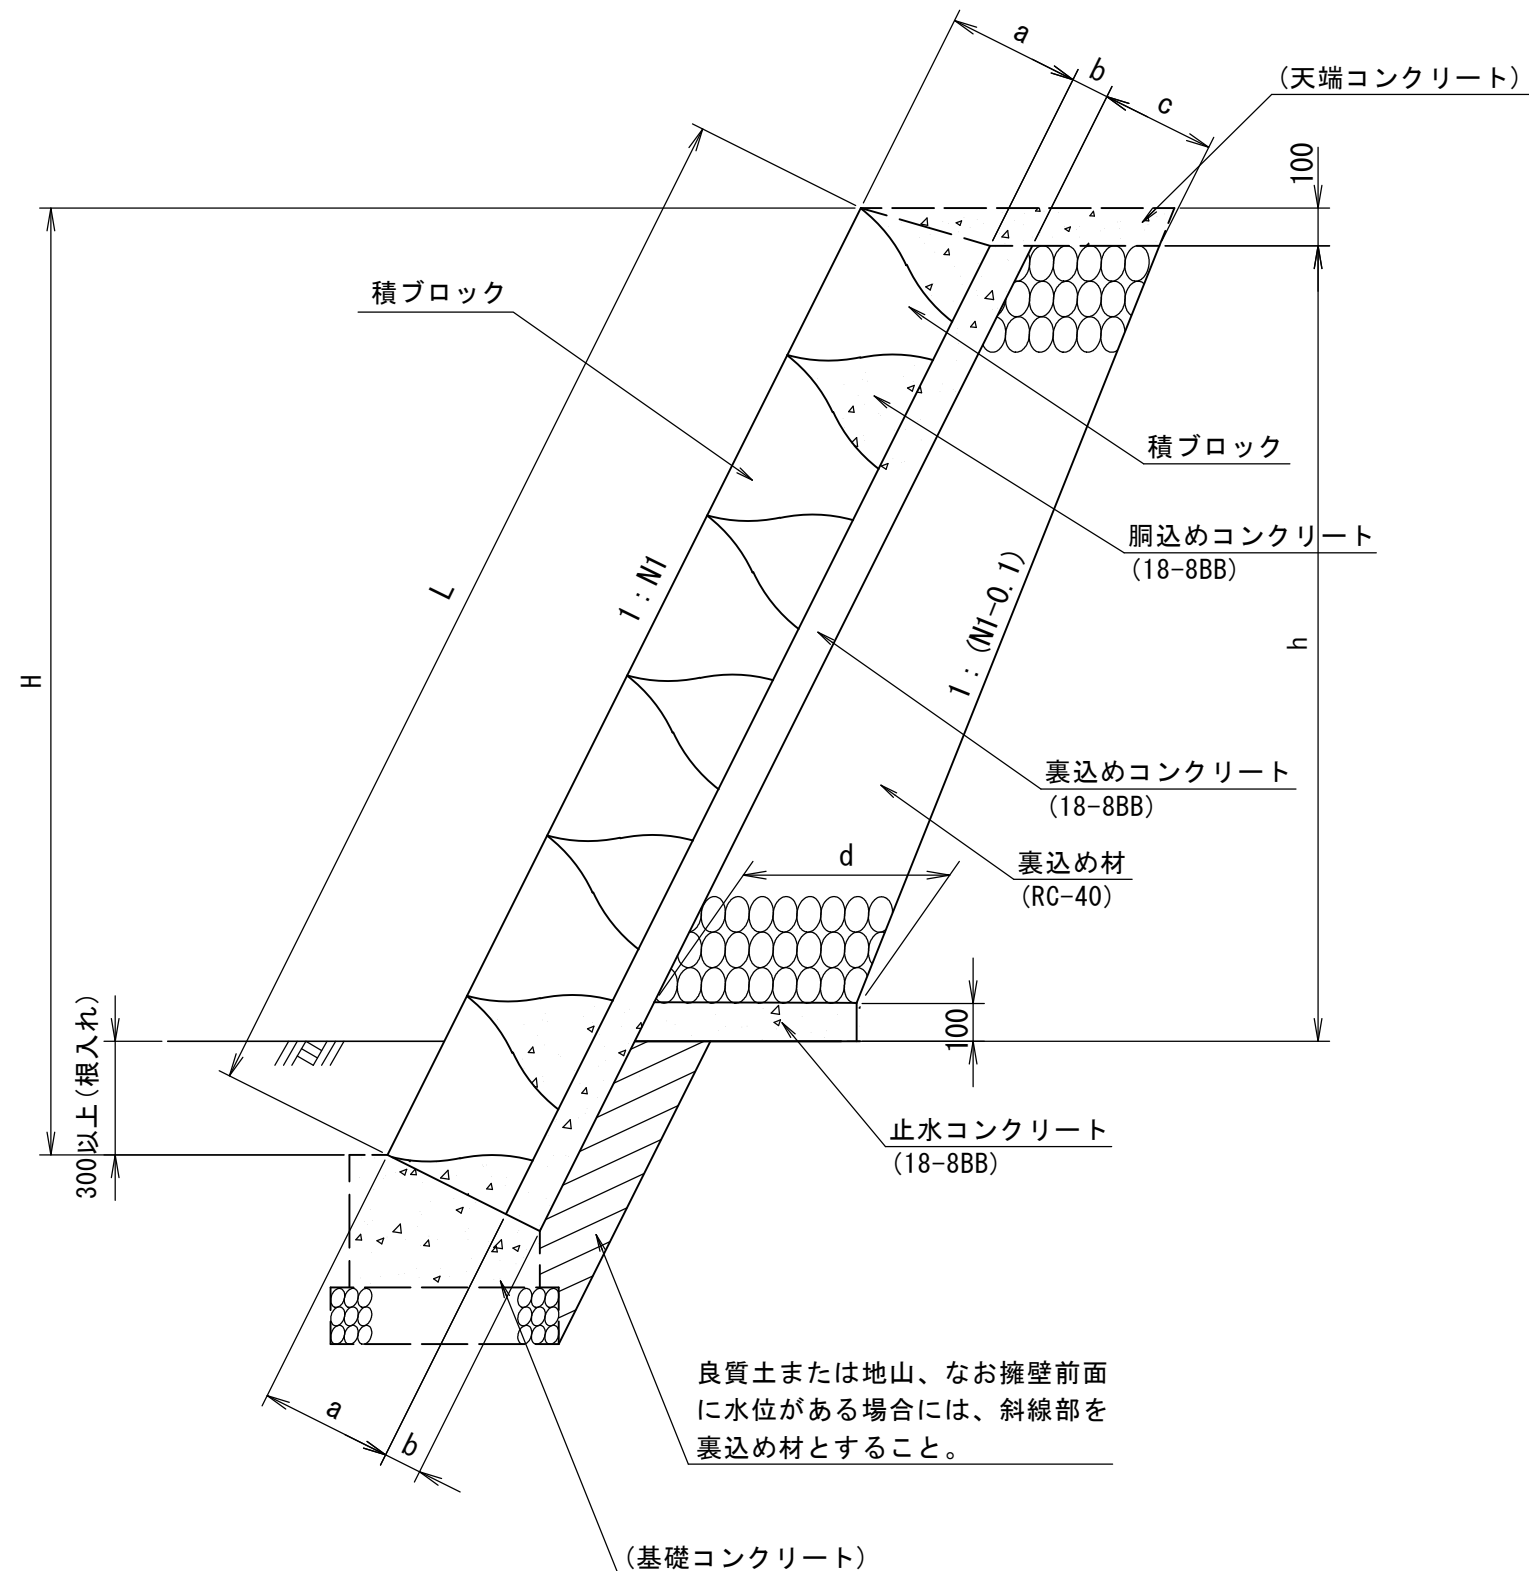 a
b
c
(天端コンクリート)
100
積ブロック
L
1:N1
H
積ブロック
胴込めコンクリート
(18-8BB)
1:(N1-0.1)
h
裏込めコンクリート
(18-8BB)
d
裏込め材
(RC-40)
100
300以上(根入れ)
止水コンクリート
(18-8BB)
良質土または地山、なお擁壁前面
に水位がある場合には、斜線部を
裏込め材とすること。
a
b
(基礎コンクリート)